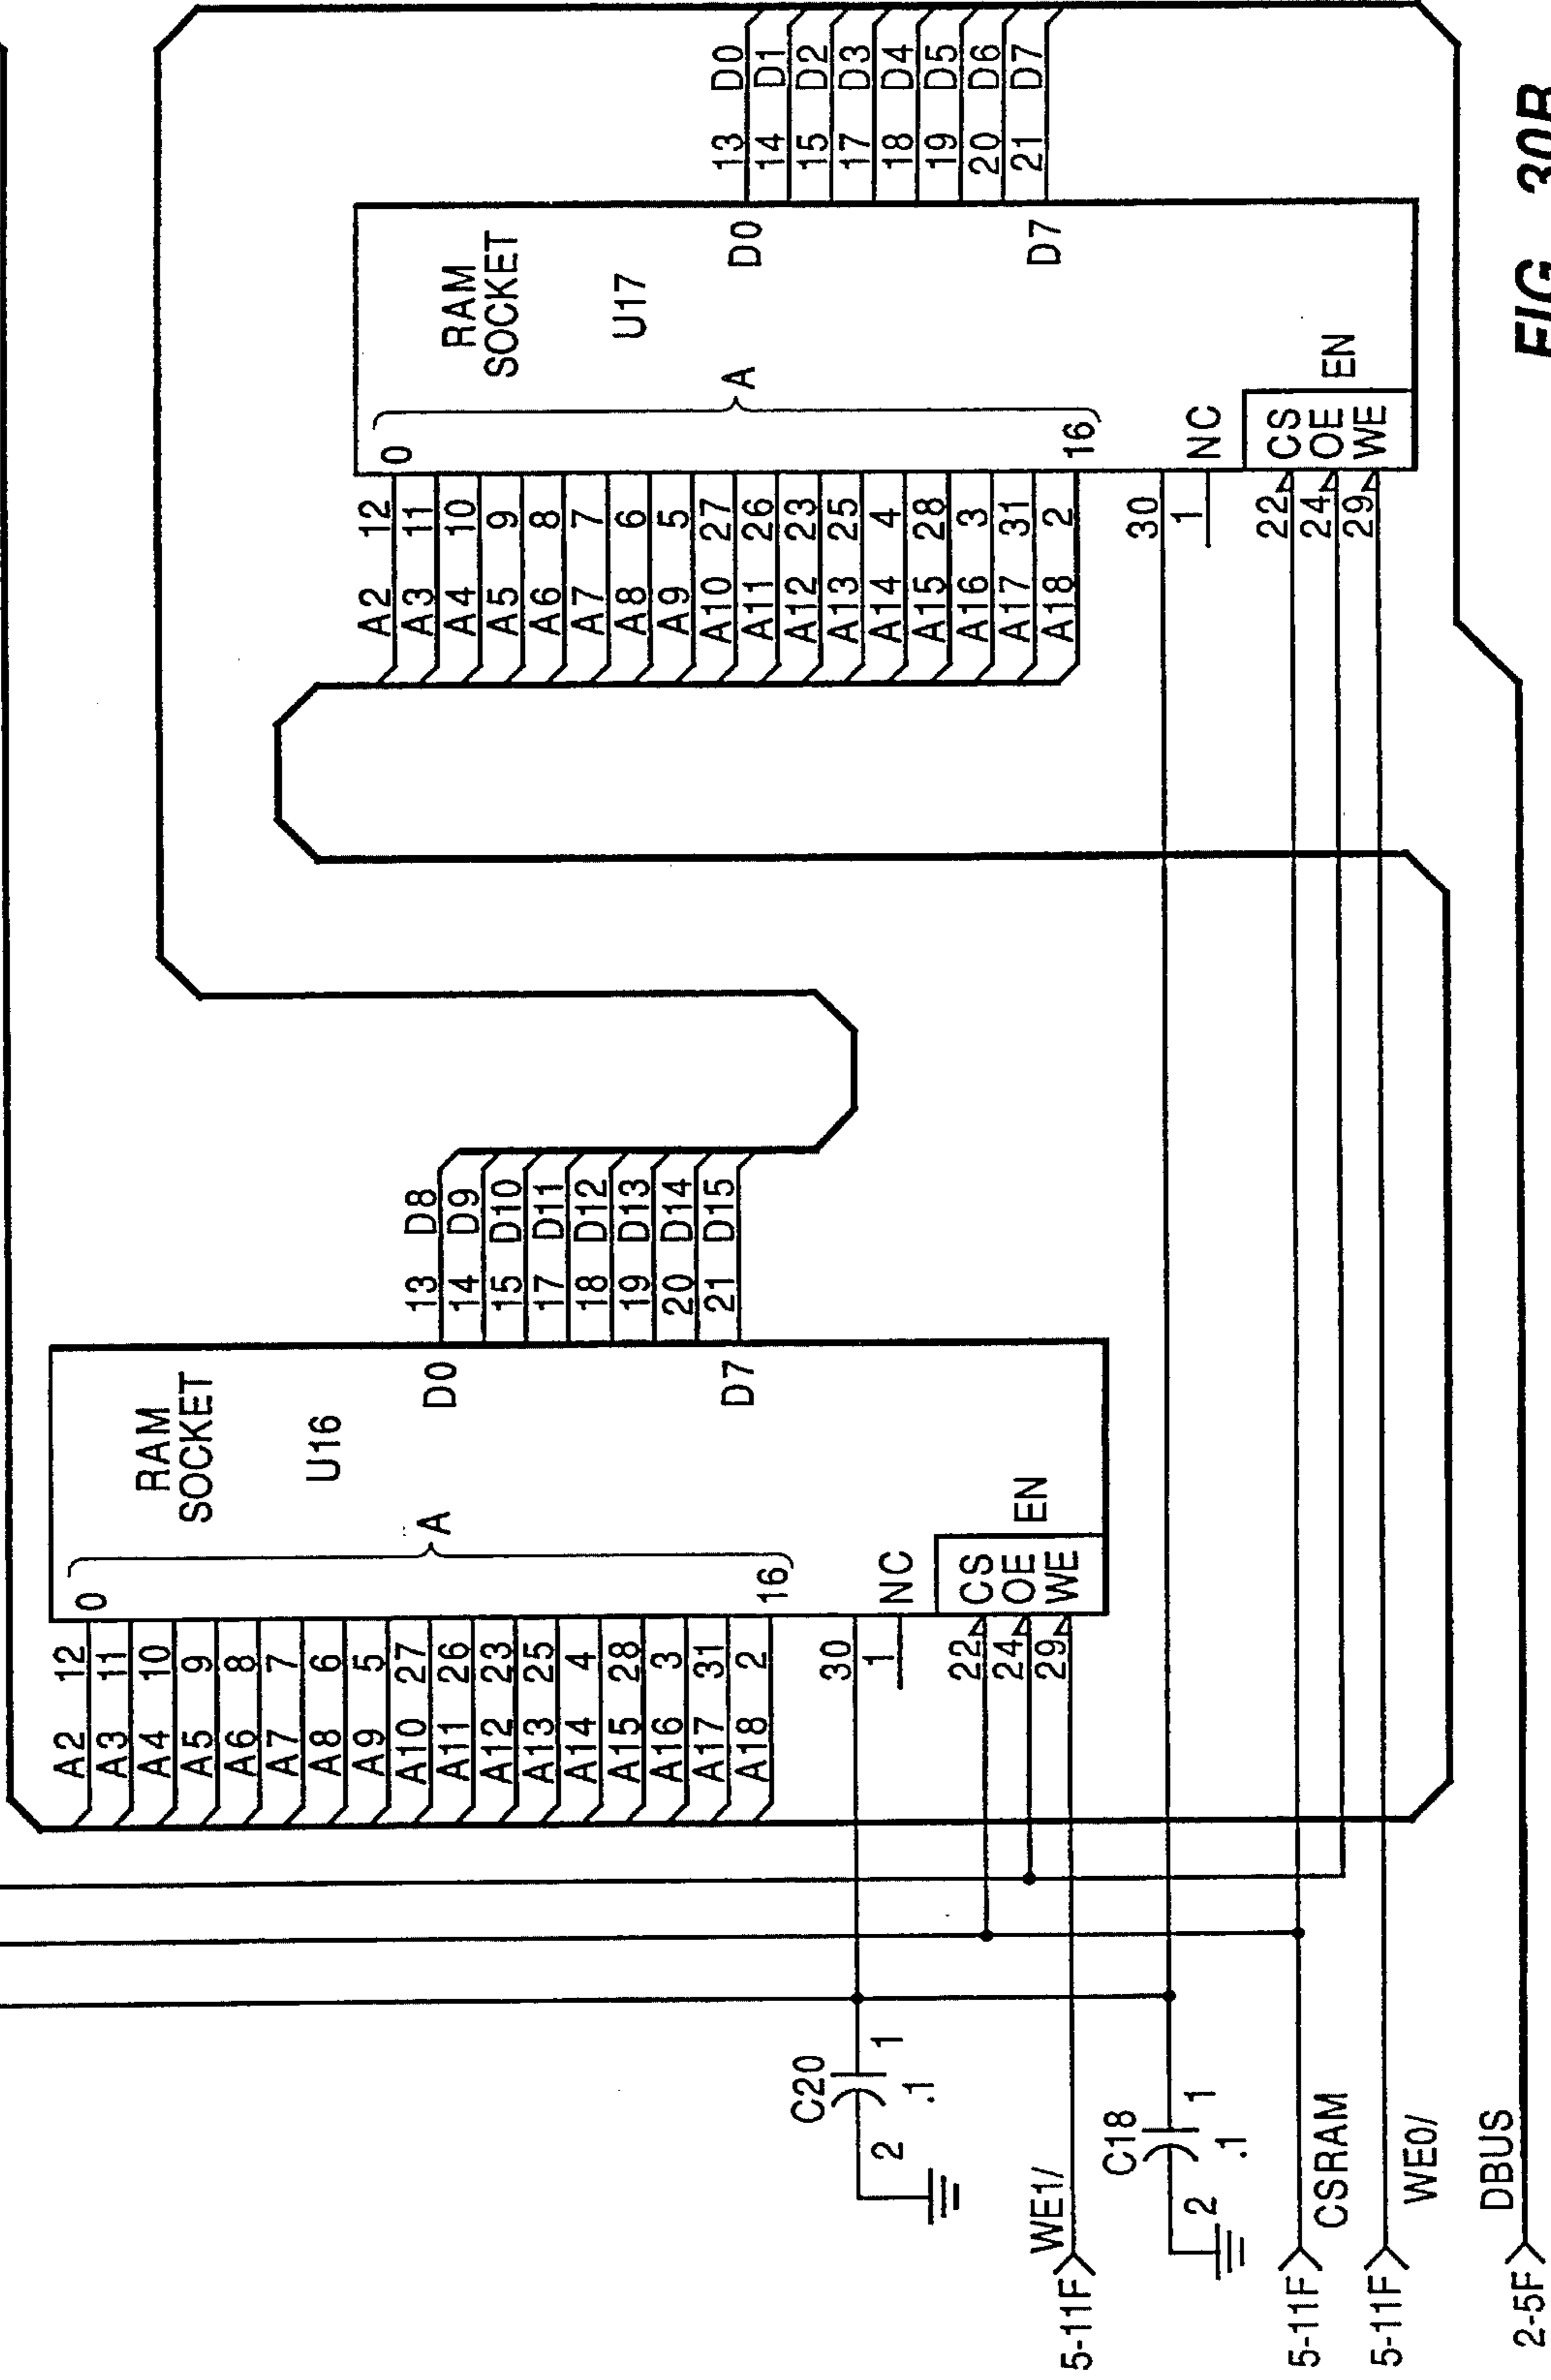 A2 12
A3 11
A4 10
A5 9
A6 8
A7 7
A8 6
A9 5
A10 27
A11 26
A12 23
A13 25
A14 4
A15 28
A16 3
A17 31
A18 2
30
1
22
24
29
0
A
16
NC
CS
OE
WE
EN
RAM
SOCKET
U16
D0
D7
13 D8
14 D9
15 D10
17 D11
18 D12
19 D13
20 D14
21 D15
A2 12
A3 11
A4 10
A5 9
A6 8
A7 7
A8 6
A9 5
A10 27
A11 26
A12 23
A13 25
A14 4
A15 28
A16 3
A17 31
A18 2
30
1
22
24
29
0
A
16
NC
CS
OE
WE
EN
RAM
SOCKET
U17
D0
D7
13 D0
14 D1
15 D2
17 D3
18 D4
19 D5
20 D6
21 D7
C20
2 1
.1
5-11F WE1/
C18
2 1
.1
5-11F CSRAM
5-11F WE0/
2-5F DBUS
FIG. 30B